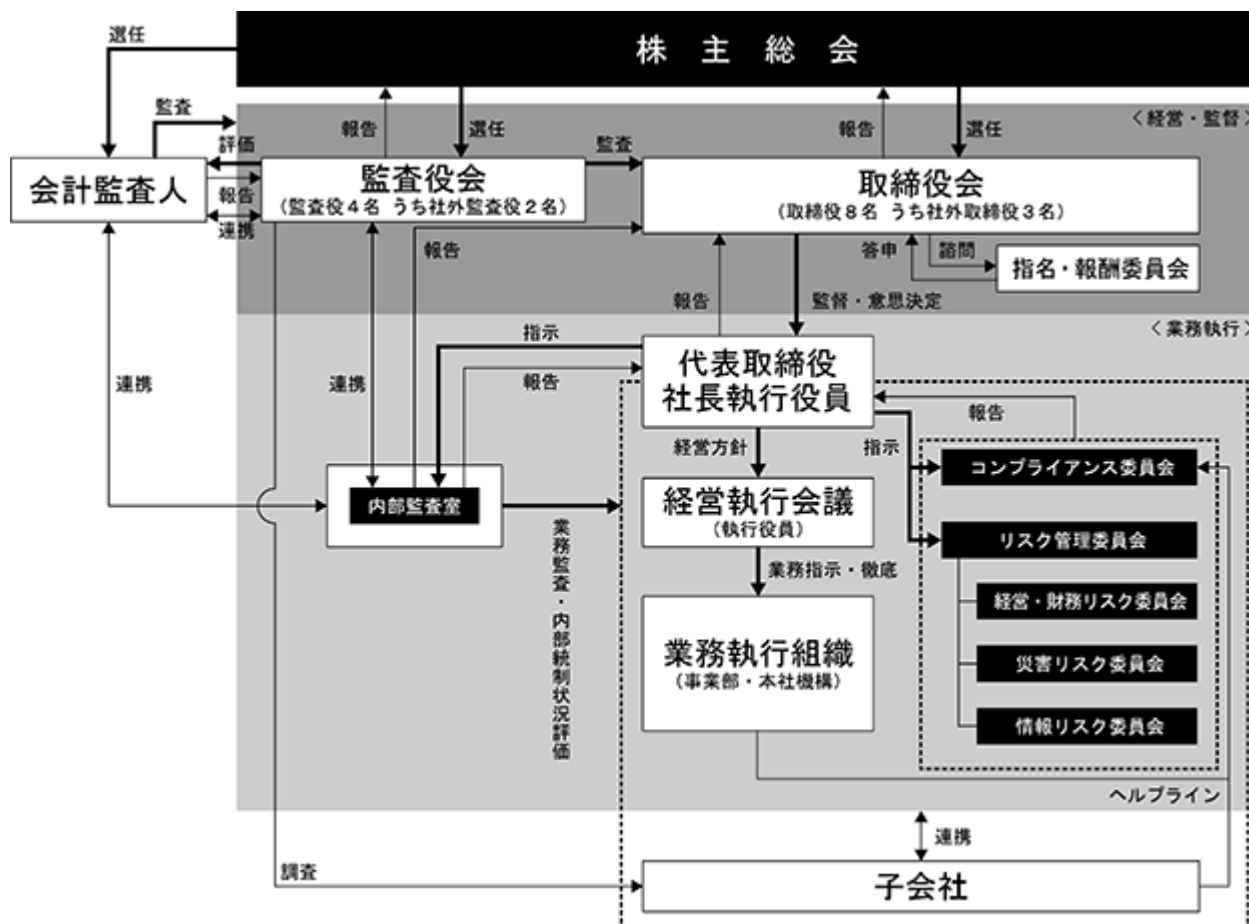 株主総会
選任
監査
〈経営・監督〉
報告
選任
報告
選任
評価
監査
会計監査人
監査役会
(監査役4名 うち社外監査役2名)
取締役会
(取締役8名 うち社外取締役3名)
報告
連携
報告
答申
諮問
指名・報酬委員会
報告
監督・意思決定
〈業務執行〉
指示
代表取締役
社長執行役員
連携
連携
報告
報告
経営方針
指示
コンプライアンス委員会
経営執行会議
(執行役員)
内部監査室
リスク管理委員会
業務監査・内部統制状況評価
業務指示・徹底
経営・財務リスク委員会
業務執行組織
(事業部・本社機構)
災害リスク委員会
情報リスク委員会
ヘルプライン
連携
調査
子会社